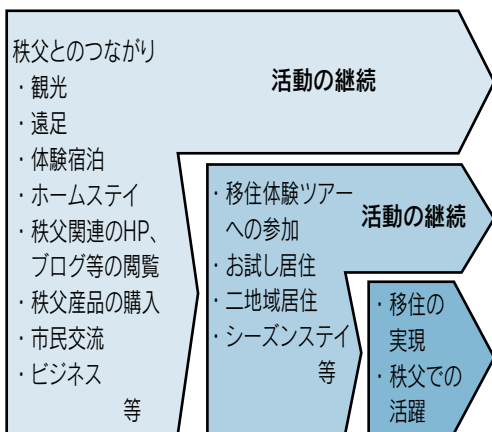 秩父とのつながり
・観光
・遠足
・体験宿泊
・ホームステイ
・秩父関連のHP、
ブログ等の閲覧
・秩父産品の購入
・市民交流
・ビジネス
等
活動の継続
・移住体験ツアー
への参加
・お試し居住
・二地域居住
・シーズンステイ
等
活動の継続
・移住の
実現
・秩父での
活躍